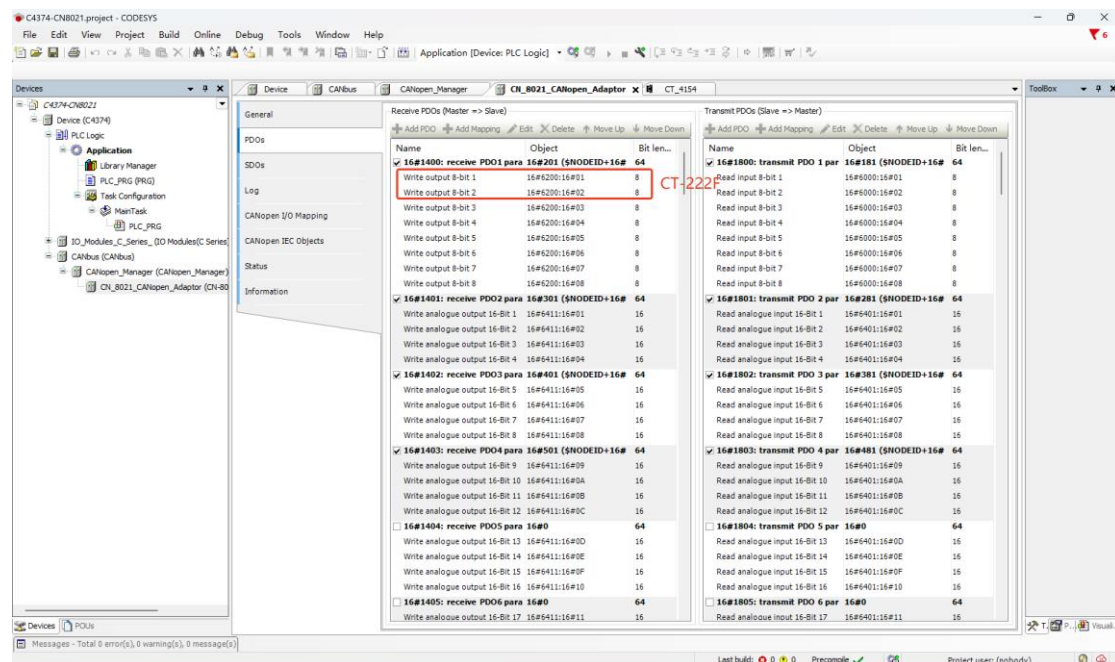 C4374-CN8021.project - CODESYS
File Edit View Project Build Online Debug Tools Window Help
6
Application [Device: PLC Logic]
Devices
C4374-CN8021
Device (C4374)
PLC Logic
Application
Library Manager
PLC_PRG (PRG)
Task Configuration
MainTask
PLC_PRG
IO_Modules_C_Series_ (IO Modules(C Series
CANbus (CANbus)
CANopen_Manager (CANopen_Manager)
CN_8021_CANopen_Adaptor (CN-80
Devices POUs
Device CANbus CANopen_Manager CN_8021_CANopen_Adaptor CT_4154
General
PDOs
SDOs
Log
CANopen I/O Mapping
CANopen IEC Objects
Status
Information
Receive PDOs (Master => Slave)
Add PDO Add Mapping Edit Delete Move Up Move Down
Name Object Bit len...
16#1400: receive PDO1 para 16#201 ($NODEID+16# 64
Write output 8-bit 1 16#6200:16#01 8
Write output 8-bit 2 16#6200:16#02 8
CT-222F
Write output 8-bit 3 16#6200:16#03 8
Write output 8-bit 4 16#6200:16#04 8
Write output 8-bit 5 16#6200:16#05 8
Write output 8-bit 6 16#6200:16#06 8
Write output 8-bit 7 16#6200:16#07 8
Write output 8-bit 8 16#6200:16#08 8
16#1401: receive PDO2 para 16#301 ($NODEID+16# 64
Write analogue output 16-Bit 1 16#6411:16#01 16
Write analogue output 16-Bit 2 16#6411:16#02 16
Write analogue output 16-Bit 3 16#6411:16#03 16
Write analogue output 16-Bit 4 16#6411:16#04 16
16#1402: receive PDO3 para 16#401 ($NODEID+16# 64
Write analogue output 16-Bit 5 16#6411:16#05 16
Write analogue output 16-Bit 6 16#6411:16#06 16
Write analogue output 16-Bit 7 16#6411:16#07 16
Write analogue output 16-Bit 8 16#6411:16#08 16
16#1403: receive PDO4 para 16#501 ($NODEID+16# 64
Write analogue output 16-Bit 9 16#6411:16#09 16
Write analogue output 16-Bit 10 16#6411:16#0A 16
Write analogue output 16-Bit 11 16#6411:16#0B 16
Write analogue output 16-Bit 12 16#6411:16#0C 16
16#1404: receive PDO5 para 16#0 64
Write analogue output 16-Bit 13 16#6411:16#0D 16
Write analogue output 16-Bit 14 16#6411:16#0E 16
Write analogue output 16-Bit 15 16#6411:16#0F 16
Write analogue output 16-Bit 16 16#6411:16#10 16
16#1405: receive PDO6 para 16#0 64
Write analogue output 16-Bit 17 16#6411:16#11 16
Transmit PDOs (Slave => Master)
Add PDO Add Mapping Edit Delete Move Up Move Down
Name Object Bit len...
16#1800: transmit PDO 1 par 16#181 ($NODEID+16# 64
Read input 8-bit 1 16#6000:16#01 8
Read input 8-bit 2 16#6000:16#02 8
Read input 8-bit 3 16#6000:16#03 8
Read input 8-bit 4 16#6000:16#04 8
Read input 8-bit 5 16#6000:16#05 8
Read input 8-bit 6 16#6000:16#06 8
Read input 8-bit 7 16#6000:16#07 8
Read input 8-bit 8 16#6000:16#08 8
16#1801: transmit PDO 2 par 16#281 ($NODEID+16# 64
Read analogue input 16-Bit 1 16#6401:16#01 16
Read analogue input 16-Bit 2 16#6401:16#02 16
Read analogue input 16-Bit 3 16#6401:16#03 16
Read analogue input 16-Bit 4 16#6401:16#04 16
16#1802: transmit PDO 3 par 16#381 ($NODEID+16# 64
Read analogue input 16-Bit 5 16#6401:16#05 16
Read analogue input 16-Bit 6 16#6401:16#06 16
Read analogue input 16-Bit 7 16#6401:16#07 16
Read analogue input 16-Bit 8 16#6401:16#08 16
16#1803: transmit PDO 4 par 16#481 ($NODEID+16# 64
Read analogue input 16-Bit 9 16#6401:16#09 16
Read analogue input 16-Bit 10 16#6401:16#0A 16
Read analogue input 16-Bit 11 16#6401:16#0B 16
Read analogue input 16-Bit 12 16#6401:16#0C 16
16#1804: transmit PDO 5 par 16#0 64
Read analogue input 16-Bit 13 16#6401:16#0D 16
Read analogue input 16-Bit 14 16#6401:16#0E 16
Read analogue input 16-Bit 15 16#6401:16#0F 16
Read analogue input 16-Bit 16 16#6401:16#10 16
16#1805: transmit PDO 6 par 16#0 64
Read analogue input 16-Bit 17 16#6401:16#11 16
ToolBox
T. P... Visuali.
Messages - Total 0 error(s), 0 warning(s), 0 message(s)
Last build: 0 0 Precompile Project user: (nobody)